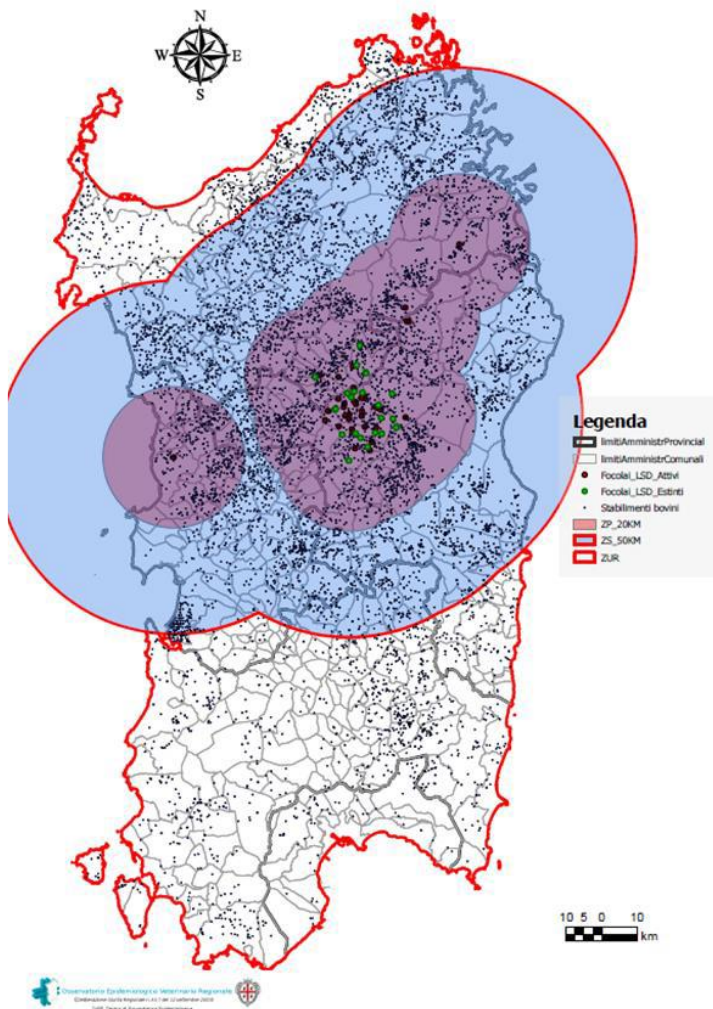 N
W E
S
Legenda
limitiAmministrProvincial
limitiAmministrComunali
Focolai_LSD_Attivi
Focolai_LSD_Estinti
Stabilimenti bovini
ZP_20KM
ZS_50KM
ZUR
10 5 0 10
km
Osservatorio Epidemiologico Veterinario Regionale